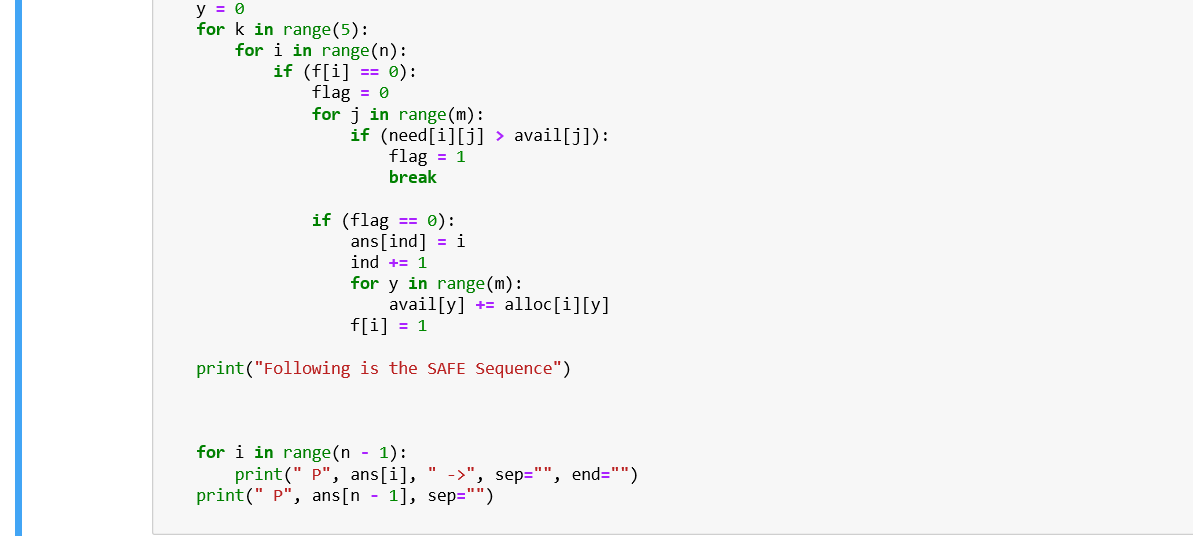 y = 0
for k in range(5):
    for i in range(n):
        if (f[i] == 0):
            flag = 0
            for j in range(m):
                if (need[i][j] > avail[j]):
                    flag = 1
                    break

            if (flag == 0):
                ans[ind] = i
                ind += 1
                for y in range(m):
                    avail[y] += alloc[i][y]
                f[i] = 1

print("Following is the SAFE Sequence")

for i in range(n - 1):
    print(" P", ans[i], " ->", sep="", end="")
print(" P", ans[n - 1], sep="")